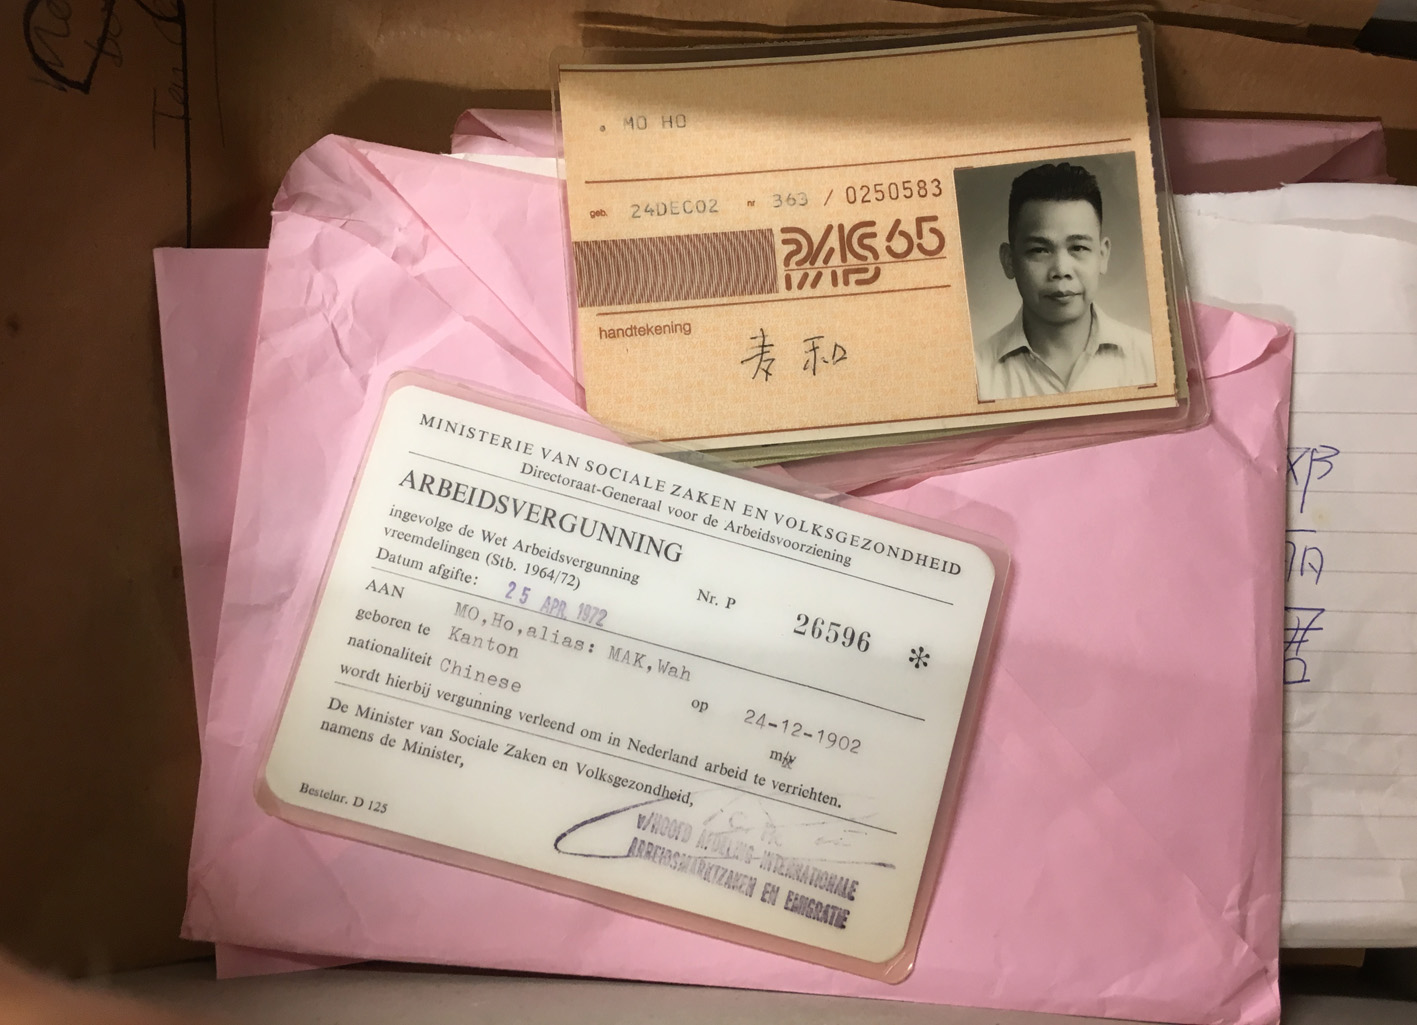 MO HO
geb. 24DEC02 nr 363 / 0250583
PAS 65
handtekening
麦和
MINISTERIE VAN SOCIALE ZAKEN EN VOLKSGEZONDHEID
Directoraat-Generaal voor de Arbeidsvoorziening
ARBEIDSVERGUNNING
ingevolge de Wet Arbeidsvergunning
vreemdelingen (Stb. 1964/72)
Nr. P 26596 *
Datum afgifte: 25 APR. 1972
AAN MO,Ho,alias: MAK,Wah
geboren te Kanton op 24-12-1902
nationaliteit Chinese m/v
wordt hierbij vergunning verleend om in Nederland arbeid te verrichten.
De Minister van Sociale Zaken en Volksgezondheid,
namens de Minister,
v/HOOFD AFDELING INTERNATIONALE
ARBEIDSMARKTZAKEN EN EMIGRATIE
Bestelnr. D 125